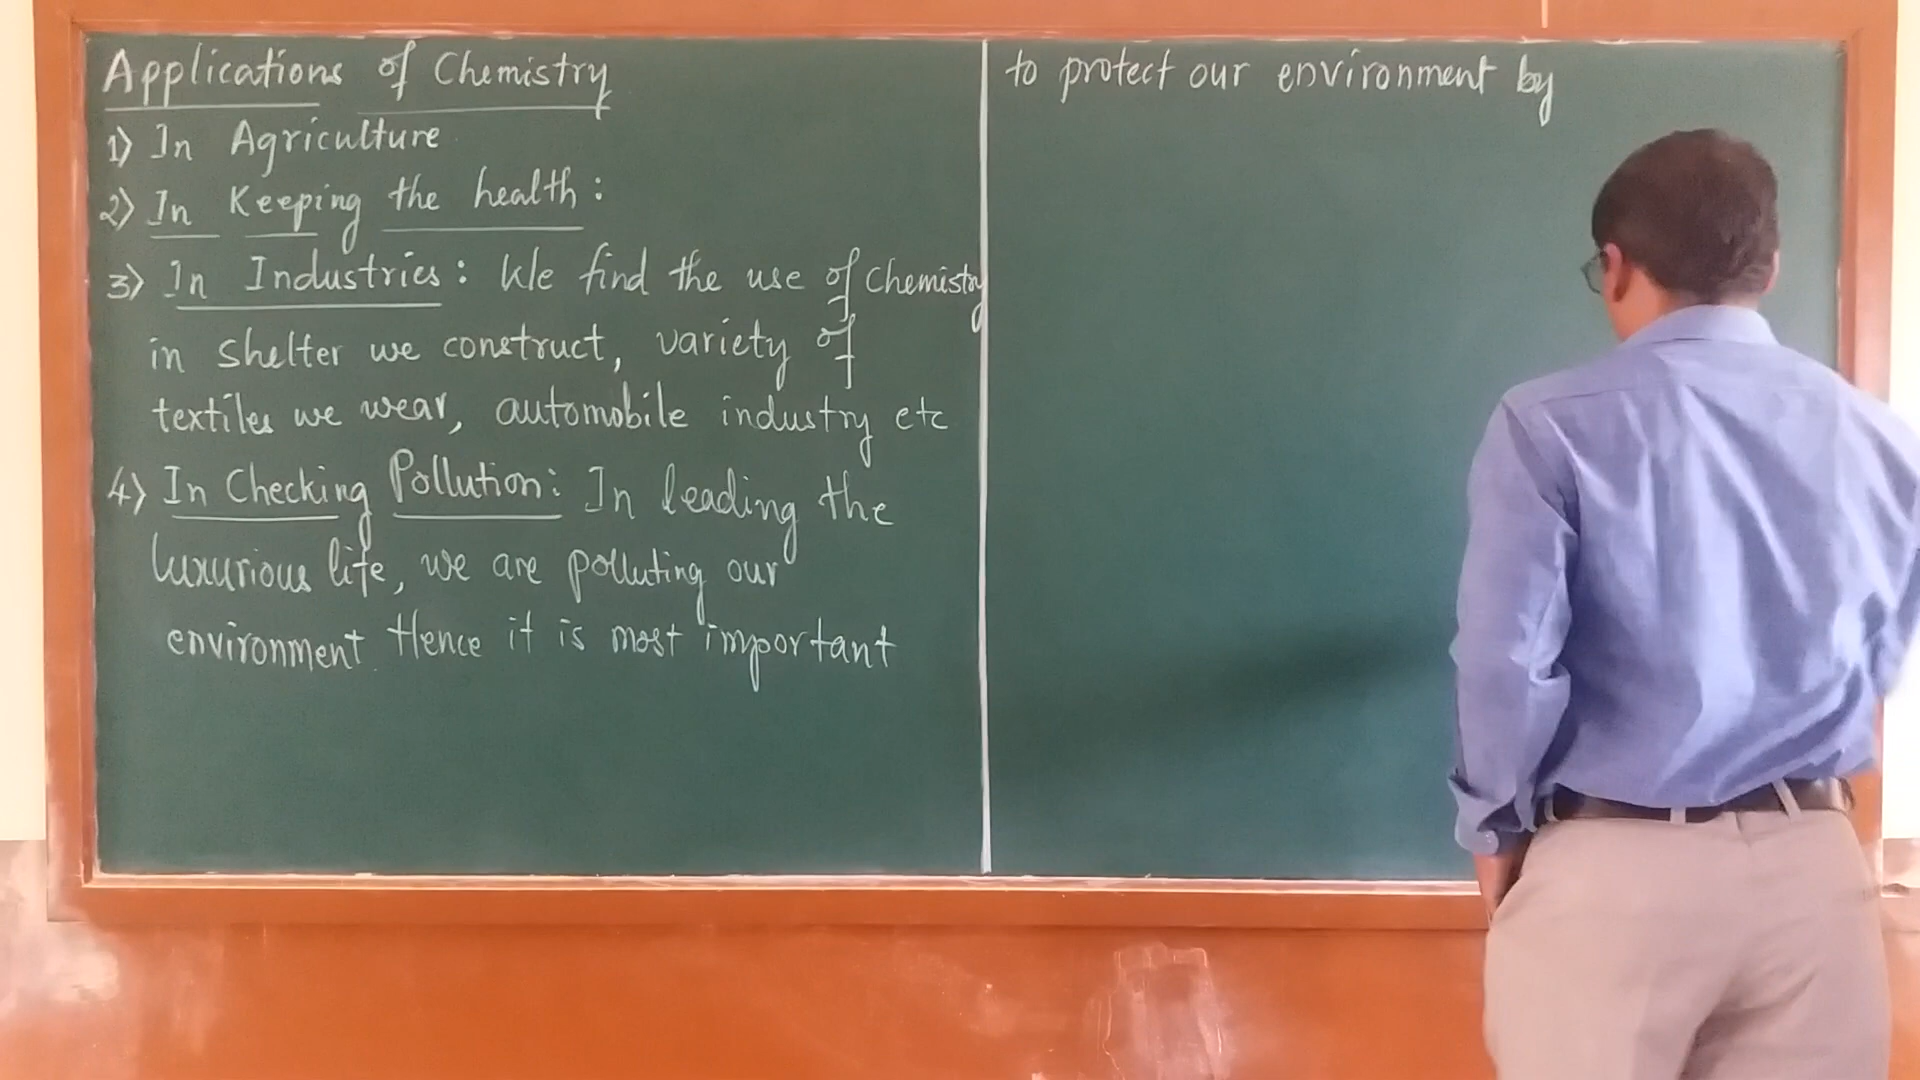 Applications of Chemistry
1) In Agriculture
2) In Keeping the health :
3) In Industries : We find the use of Chemistry
in shelter we construct, variety of
textiles we wear, automobile industry etc
4) In Checking Pollution : In leading the
luxurious life, we are polluting our
environment. Hence it is most important
to protect our environment by